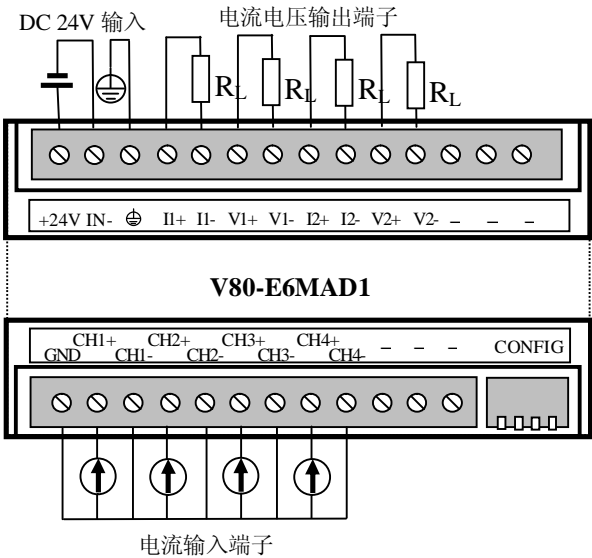 DC 24V 输入
电流电压输出端子
RL RL RL RL
+24V IN- I1+ I1- V1+ V1- I2+ I2- V2+ V2- – – –
V80-E6MAD1
CH1+ CH2+ CH3+ CH4+ – – – CONFIG
GND CH1- CH2- CH3- CH4-
电流输入端子